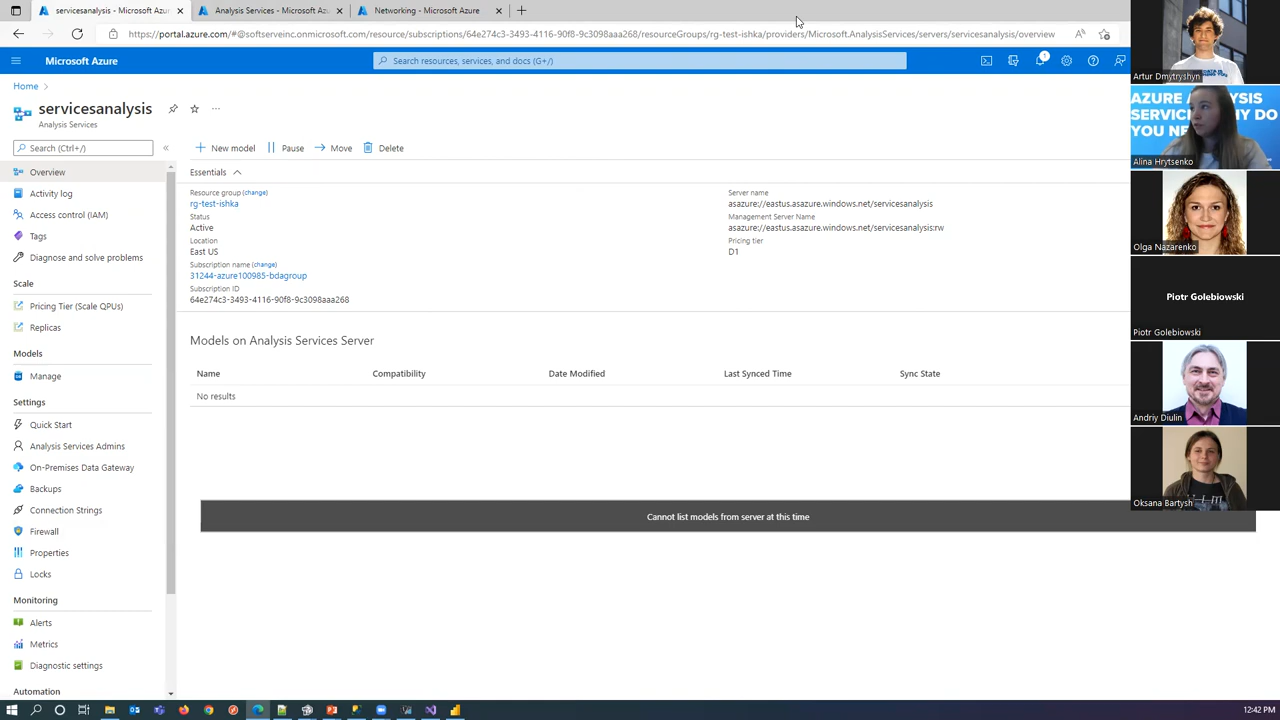 servicesanalysis - Microsoft Az
Analysis Services - Microsoft Az
Networking - Microsoft Azure
https://portal.azure.com/#@softserveinc.onmicrosoft.com/resource/subscriptions/64e274c3-3493-4116-90f8-9c3098aaa268/resourceGroups/rg-test-ishka/providers/Microsoft.AnalysisServices/servers/servicesanalysis/overview
Microsoft Azure
Search resources, services, and docs (G+/)
1
Home
servicesanalysis
Analysis Services
Search (Ctrl+/)
New model
Pause
Move
Delete
Overview
Activity log
Access control (IAM)
Tags
Diagnose and solve problems
Scale
Pricing Tier (Scale QPUs)
Replicas
Models
Manage
Settings
Quick Start
Analysis Services Admins
On-Premises Data Gateway
Backups
Connection Strings
Firewall
Properties
Locks
Monitoring
Alerts
Metrics
Diagnostic settings
Automation
Essentials
Resource group (change)
rg-test-ishka
Status
Active
Location
East US
Subscription name (change)
31244-azure100985-bdagroup
Subscription ID
64e274c3-3493-4116-90f8-9c3098aaa268
Server name
asazure://eastus.asazure.windows.net/servicesanalysis
Management Server Name
asazure://eastus.asazure.windows.net/servicesanalysis:rw
Pricing tier
D1
Models on Analysis Services Server
Name Compatibility Date Modified Last Synced Time Sync State
No results
Cannot list models from server at this time
Artur Dmytryshyn
AZURE A YSIS
SERVIC Y DO
YOU NE
Alina Hrytsenko
Olga Nazarenko
Piotr Golebiowski
Piotr Golebiowski
Andriy Diulin
Oksana Bartysh
12:42 PM